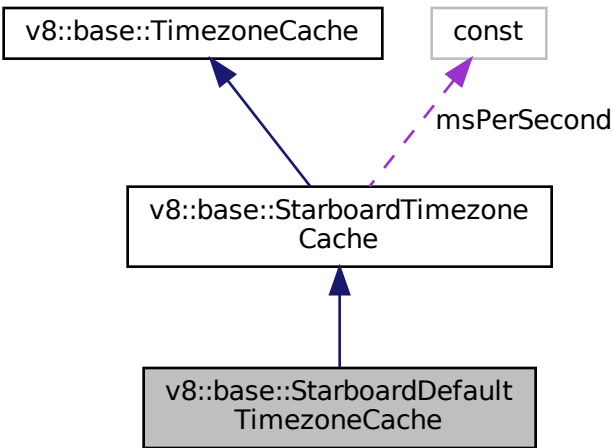 v8::base::TimezoneCache
const
msPerSecond
v8::base::StarboardTimezone
Cache
v8::base::StarboardDefault
TimezoneCache